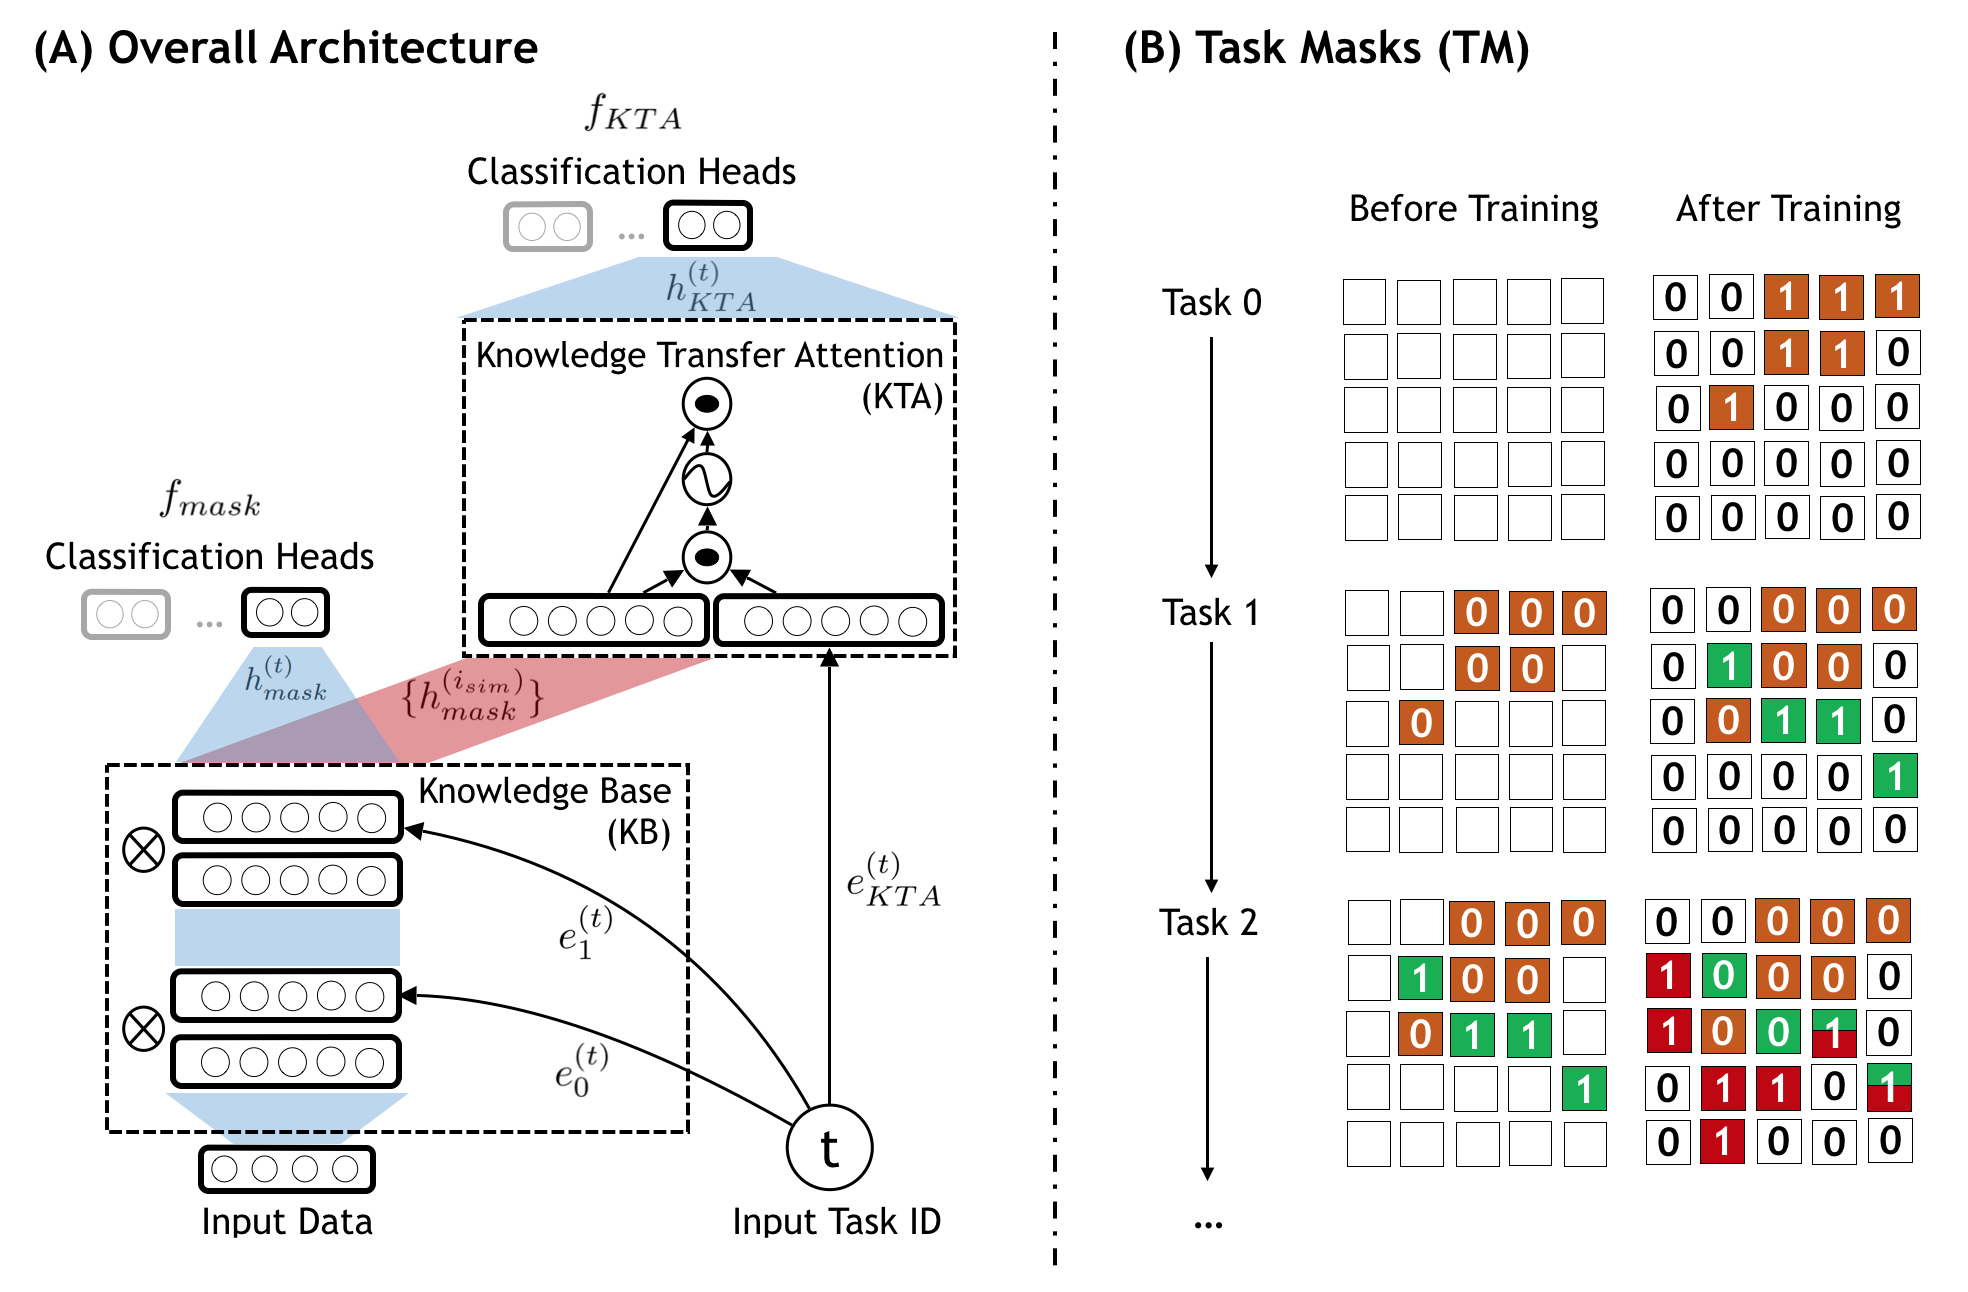 (A) Overall Architecture
f_{KTA}
Classification Heads
...
h_{KTA}^{(t)}
Knowledge Transfer Attention
(KTA)
f_{mask}
Classification Heads
...
h_{mask}^{(t)}
{h_{mask}^{(i_{sim})}}
Knowledge Base
(KB)
e_{KTA}^{(t)}
e_1^{(t)}
e_0^{(t)}
t
Input Data
Input Task ID
(B) Task Masks (TM)
Before Training
After Training
Task 0
0 0 1 1 1
0 0 1 1 0
0 1 0 0 0
0 0 0 0 0
0 0 0 0 0
Task 1
0 0 0
0 0
0
0 0 0 0 0
0 1 0 0 0
0 0 1 1 0
0 0 0 0 1
0 0 0 0 0
Task 2
0 0 0
1 0 0
0 1 1
1
0 0 0 0 0
1 0 0 0 0
1 0 0 1 0
0 1 1 0 1
0 1 0 0 0
...